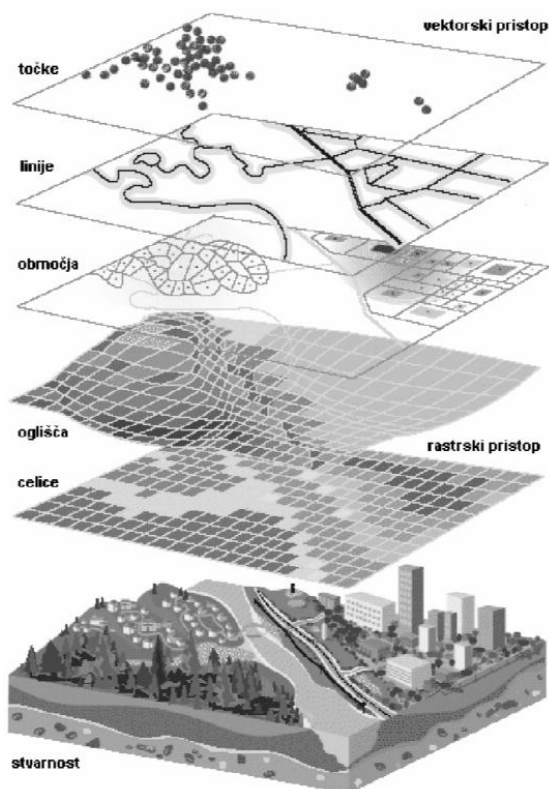 vektorski pristop
točke
linije
območja
oglišča
rastrski pristop
celice
stvarnost